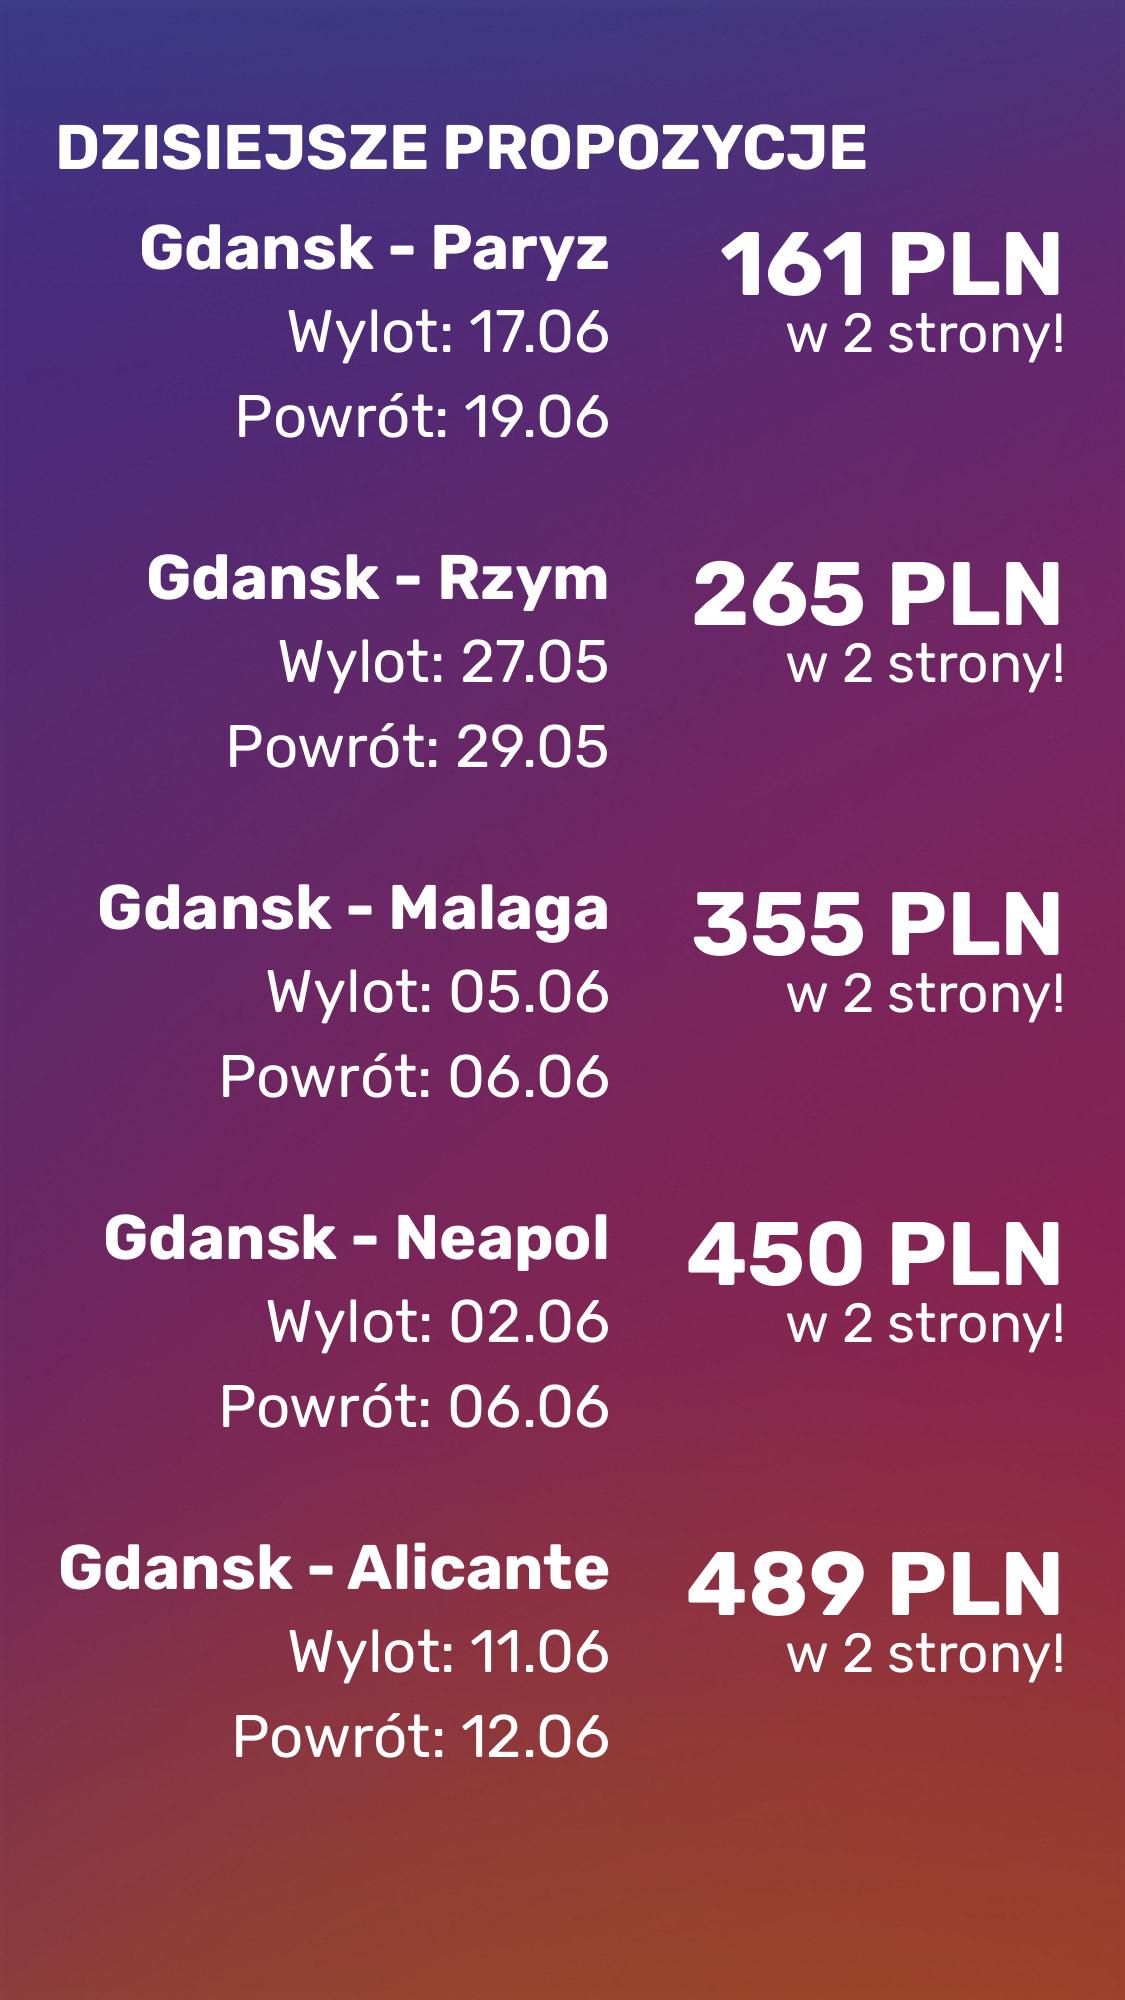 DZISIEJSZE PROPOZYCJE
Gdansk - Paryz
161 PLN
Wylot: 17.06
w 2 strony!
Powrót: 19.06
Gdansk - Rzym
265 PLN
Wylot: 27.05
w 2 strony!
Powrót: 29.05
Gdansk - Malaga
355 PLN
Wylot: 05.06
w 2 strony!
Powrót: 06.06
Gdansk - Neapol
450 PLN
Wylot: 02.06
w 2 strony!
Powrót: 06.06
Gdansk - Alicante
489 PLN
Wylot: 11.06
w 2 strony!
Powrót: 12.06